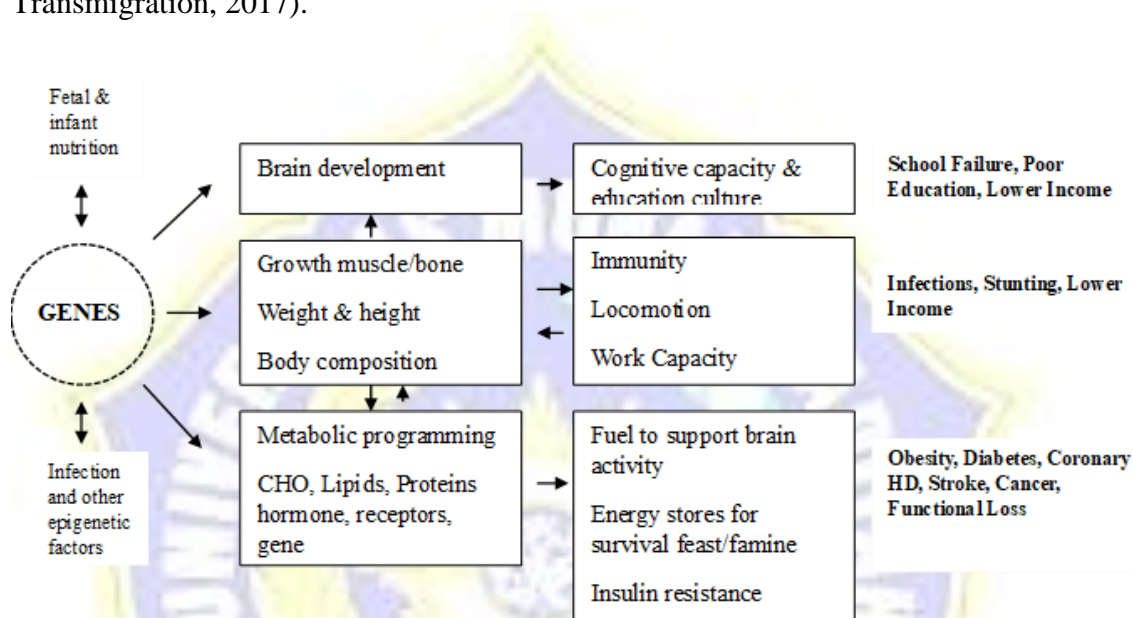 Transmigration, 2017).
Fetal &
infant
nutrition
Brain development
Cognitive capacity &
education culture
School Failure, Poor
Education, Lower Income
GENES
Growth muscle/bone
Weight & height
Body composition
Immunity
Locomotion
Work Capacity
Infections, Stunting, Lower
Income
Infection
and other
epigenetic
factors
Metabolic programming
CHO, Lipids, Proteins
hormone, receptors,
gene
Fuel to support brain
activity
Energy stores for
survival feast/famine
Insulin resistance
Obesity, Diabetes, Coronary
HD, Stroke, Cancer,
Functional Loss